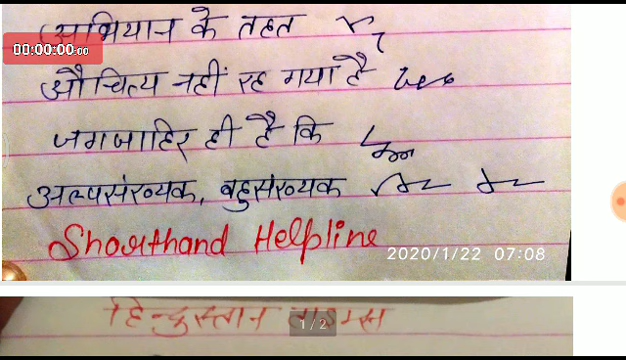 अभियान के तहत
00:00:00:00
औचित्य नहीं रह गया है
जगजाहिर ही है कि
अल्पसंख्यक, बहुसंख्यक
Shorthand Helpline
2020/1/22 07:08
हिन्दुस्तान टाइम्स
1 / 2